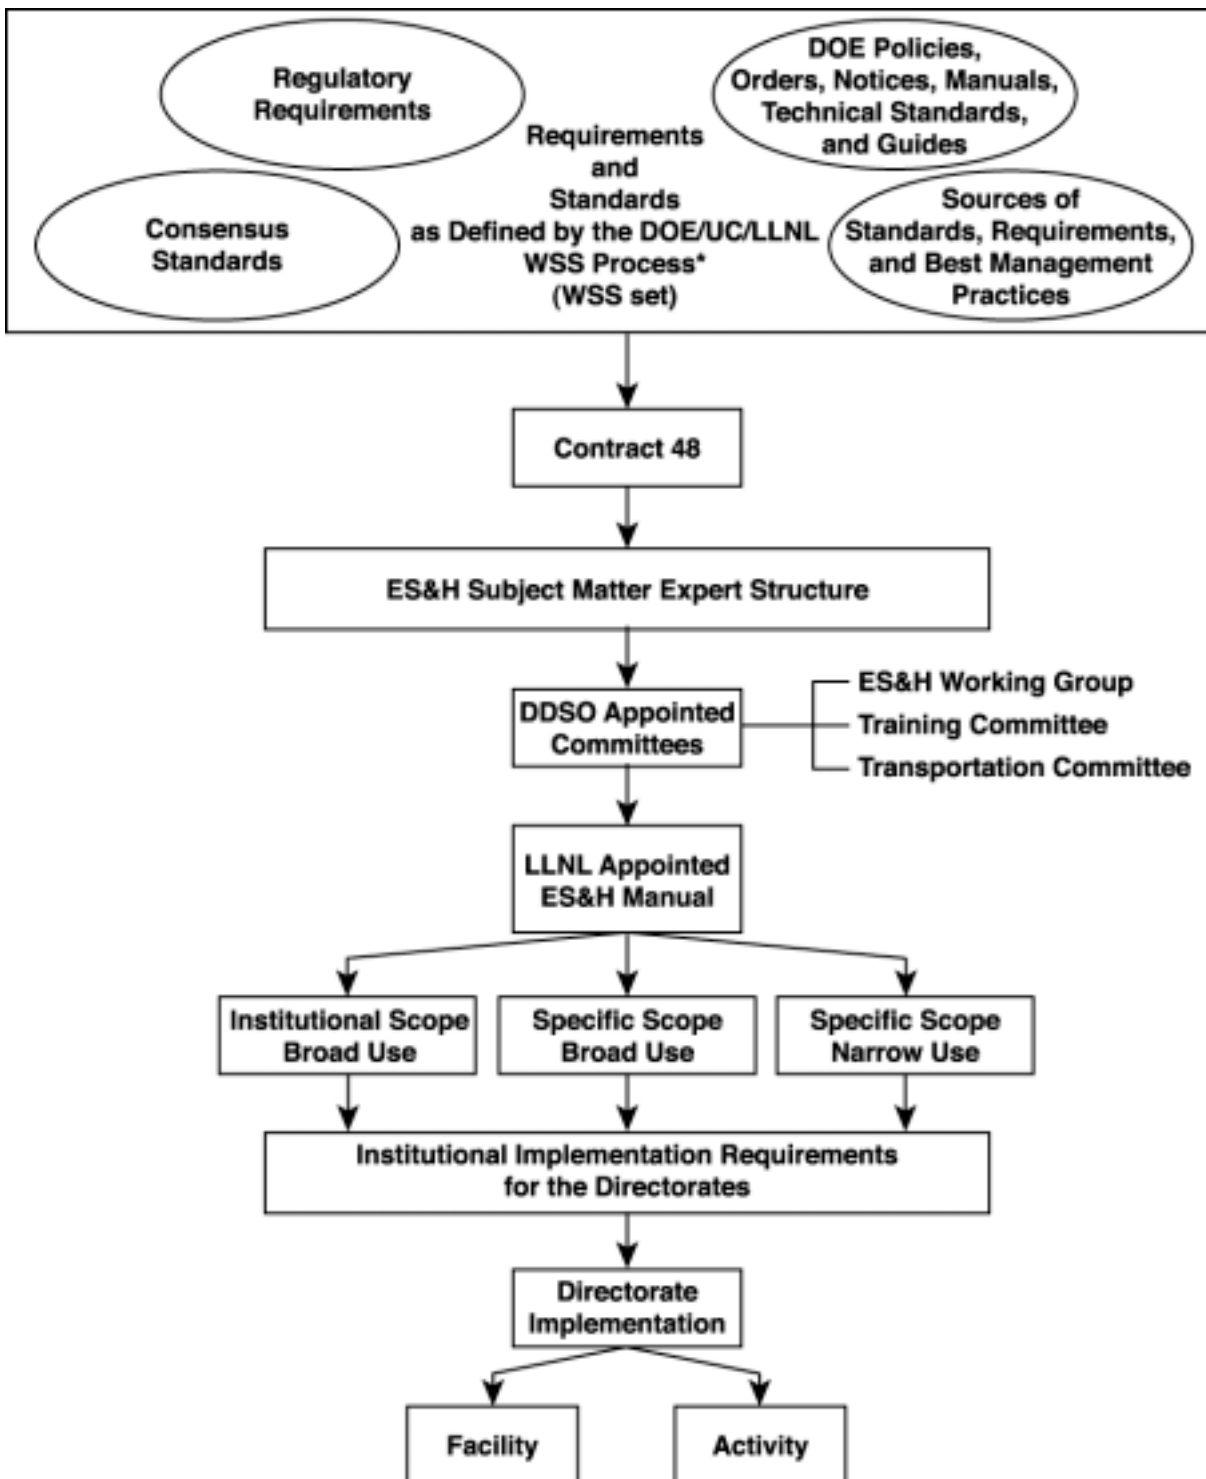 Regulatory
Requirements
DOE Policies,
Orders, Notices, Manuals,
Technical Standards,
and Guides
Consensus
Standards
Requirements
and
Standards
as Defined by the DOE/UC/LLNL
WSS Process*
(WSS set)
Sources of
Standards, Requirements,
and Best Management
Practices
Contract 48
ES&H Subject Matter Expert Structure
DDSO Appointed
Committees
ES&H Working Group
Training Committee
Transportation Committee
LLNL Appointed
ES&H Manual
Institutional Scope
Broad Use
Specific Scope
Broad Use
Specific Scope
Narrow Use
Institutional Implementation Requirements
for the Directorates
Directorate
Implementation
Facility
Activity